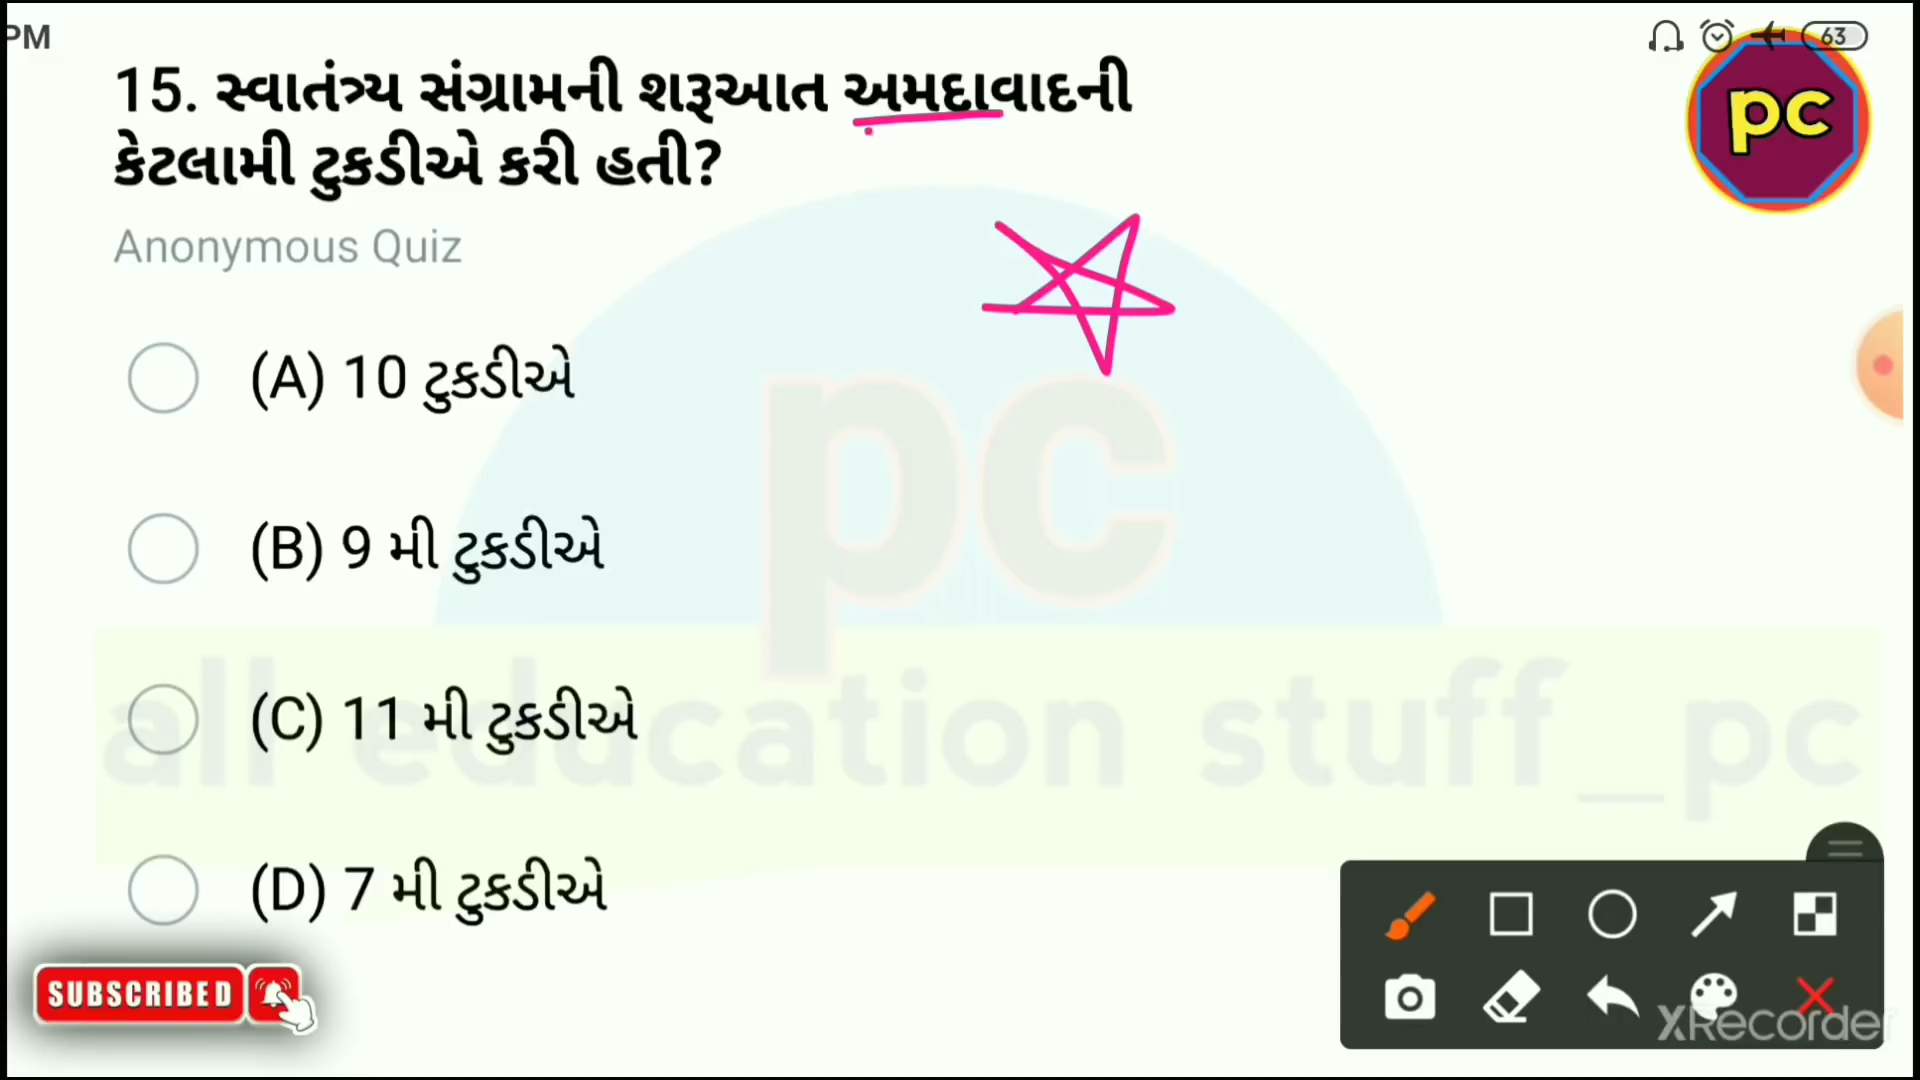 PM
63
pc
15. સ્વાતંત્ર્ય સંગ્રામની શરૂઆત અમદાવાદની
કેટલામી ટુકડીએ કરી હતી?
Anonymous Quiz
(A) 10 ટુકડીએ
(B) 9 મી ટુકડીએ
pc
(C) 11 મી ટુકડીએ
all education stuff_pc
(D) 7 મી ટુકડીએ
SUBSCRIBED
XRecorder